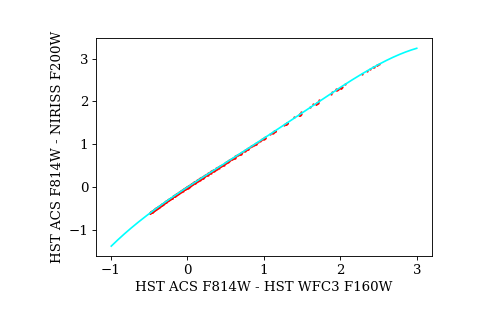 HST ACS F814W - NIRISS F200W
3
2
1
0
−1
−1 0 1 2 3
HST ACS F814W - HST WFC3 F160W